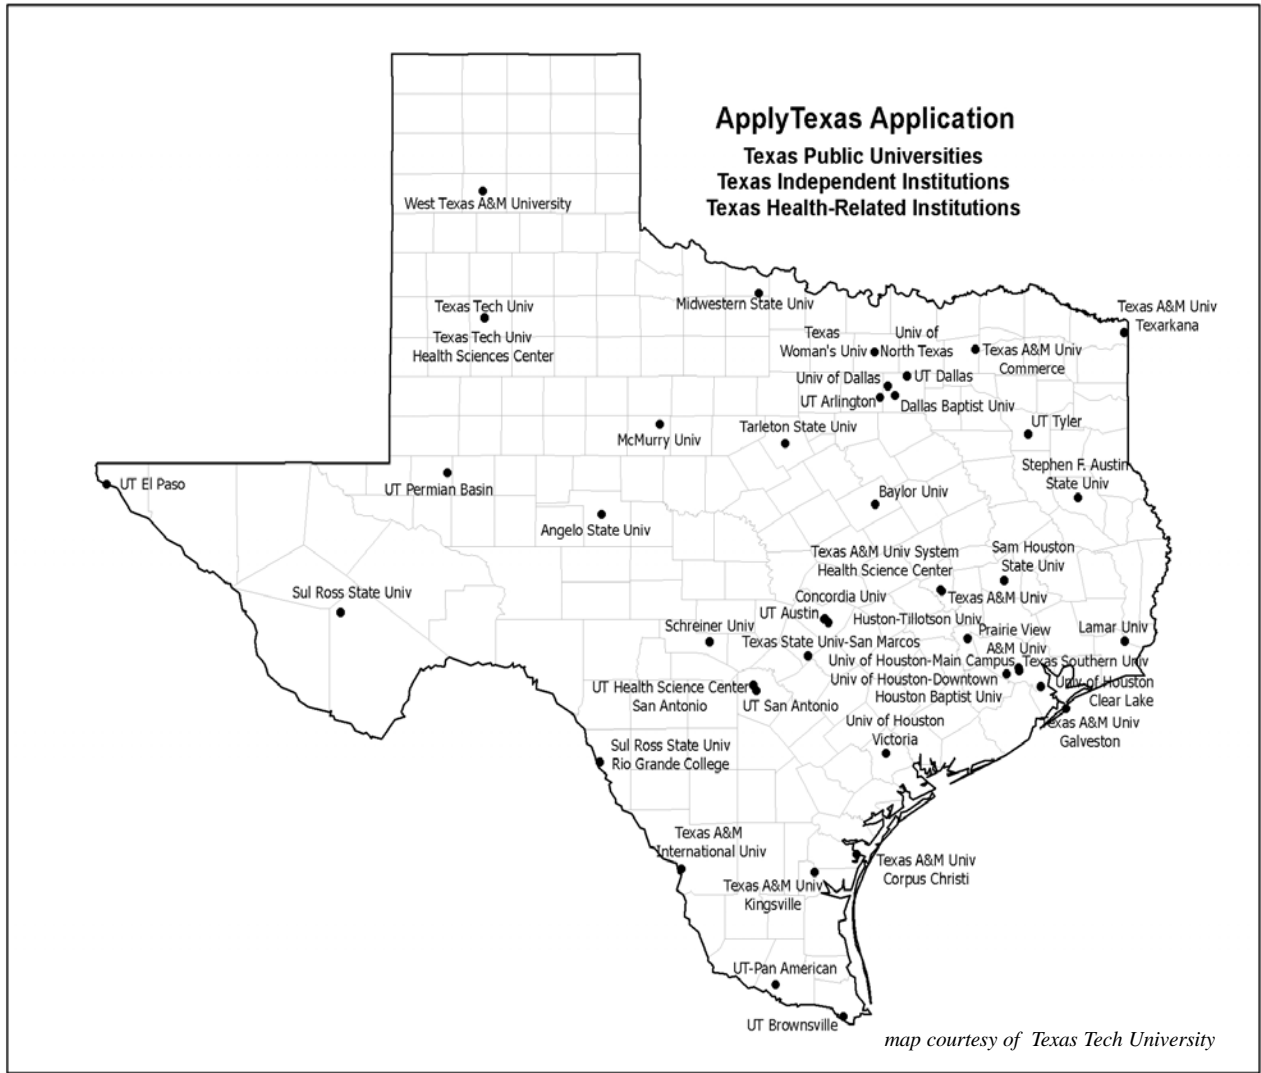 ApplyTexas Application
Texas Public Universities
Texas Independent Institutions
Texas Health-Related Institutions
West Texas A&M University
Texas Tech Univ
Texas Tech Univ
Health Sciences Center
Midwestern State Univ
Texas A&M Univ
Texarkana
Texas
Woman's Univ
Univ of
North Texas
Texas A&M Univ
Commerce
Univ of Dallas
UT Dallas
UT Arlington
Dallas Baptist Univ
McMurry Univ
Tarleton State Univ
UT Tyler
UT El Paso
UT Permian Basin
Stephen F. Austin
State Univ
Baylor Univ
Angelo State Univ
Texas A&M Univ System
Health Science Center
Sam Houston
State Univ
Sul Ross State Univ
Concordia Univ
Texas A&M Univ
UT Austin
Huston-Tillotson Univ
Schreiner Univ
Texas State Univ-San Marcos
Prairie View
A&M Univ
Lamar Univ
Univ of Houston-Main Campus
Texas Southern Univ
Univ of Houston-Downtown
Houston Baptist Univ
Univ of Houston
Clear Lake
UT Health Science Center
San Antonio
UT San Antonio
Texas A&M Univ
Galveston
Univ of Houston
Victoria
Sul Ross State Univ
Rio Grande College
Texas A&M
International Univ
Texas A&M Univ
Corpus Christi
Texas A&M Univ
Kingsville
UT-Pan American
UT Brownsville
map courtesy of Texas Tech University